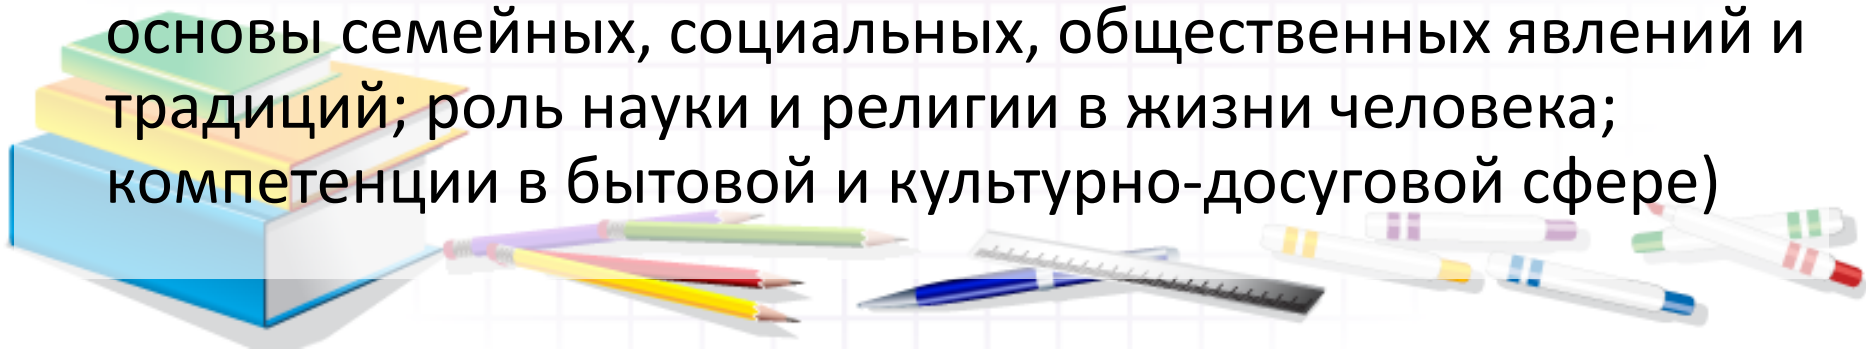 основы семейных, социальных, общественных явлений и
традиций; роль науки и религии в жизни человека;
компетенции в бытовой и культурно-досуговой сфере)